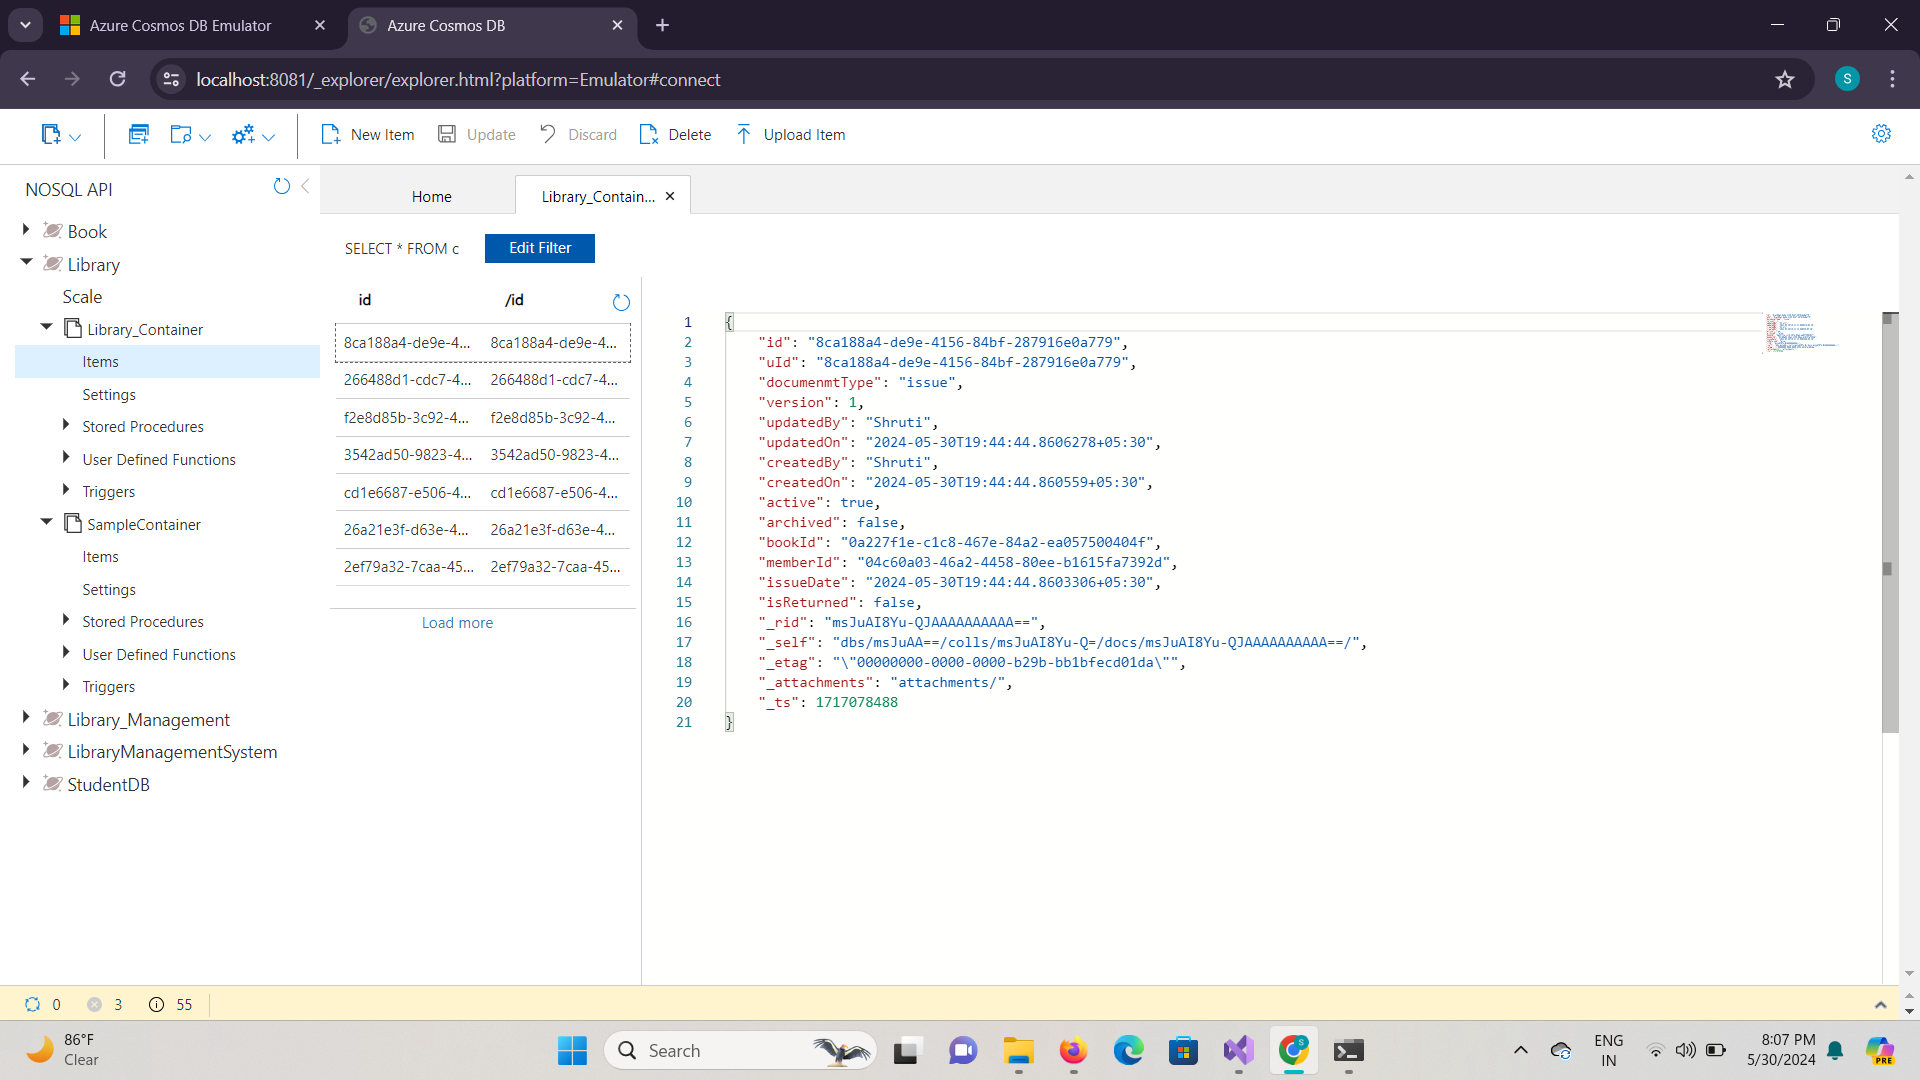 Azure Cosmos DB Emulator
Azure Cosmos DB
localhost:8081/_explorer/explorer.html?platform=Emulator#connect
S
New Item
Update
Discard
Delete
Upload Item
NOSQL API
Book
Library
Scale
Library_Container
Items
Settings
Stored Procedures
User Defined Functions
Triggers
SampleContainer
Items
Settings
Stored Procedures
User Defined Functions
Triggers
Library_Management
LibraryManagementSystem
StudentDB
Home
Library_Contain...
SELECT * FROM c
Edit Filter
id /id
8ca188a4-de9e-4... 8ca188a4-de9e-4...
266488d1-cdc7-4... 266488d1-cdc7-4...
f2e8d85b-3c92-4... f2e8d85b-3c92-4...
3542ad50-9823-4... 3542ad50-9823-4...
cd1e6687-e506-4... cd1e6687-e506-4...
26a21e3f-d63e-4... 26a21e3f-d63e-4...
2ef79a32-7caa-45... 2ef79a32-7caa-45...
Load more
1 {
2 "id": "8ca188a4-de9e-4156-84bf-287916e0a779",
3 "uId": "8ca188a4-de9e-4156-84bf-287916e0a779",
4 "documenmtType": "issue",
5 "version": 1,
6 "updatedBy": "Shruti",
7 "updatedOn": "2024-05-30T19:44:44.8606278+05:30",
8 "createdBy": "Shruti",
9 "createdOn": "2024-05-30T19:44:44.860559+05:30",
10 "active": true,
11 "archived": false,
12 "bookId": "0a227f1e-c1c8-467e-84a2-ea057500404f",
13 "memberId": "04c60a03-46a2-4458-80ee-b1615fa7392d",
14 "issueDate": "2024-05-30T19:44:44.8603306+05:30",
15 "isReturned": false,
16 "_rid": "msJuAI8Yu-QJAAAAAAAAAA==",
17 "_self": "dbs/msJuAA==/colls/msJuAI8Yu-Q=/docs/msJuAI8Yu-QJAAAAAAAAAA==/",
18 "_etag": "\"00000000-0000-0000-b29b-bb1bfecd01da\"",
19 "_attachments": "attachments/",
20 "_ts": 1717078488
21 }
0 3 55
86°F
Clear
Search
ENG
IN
8:07 PM
5/30/2024
PRE